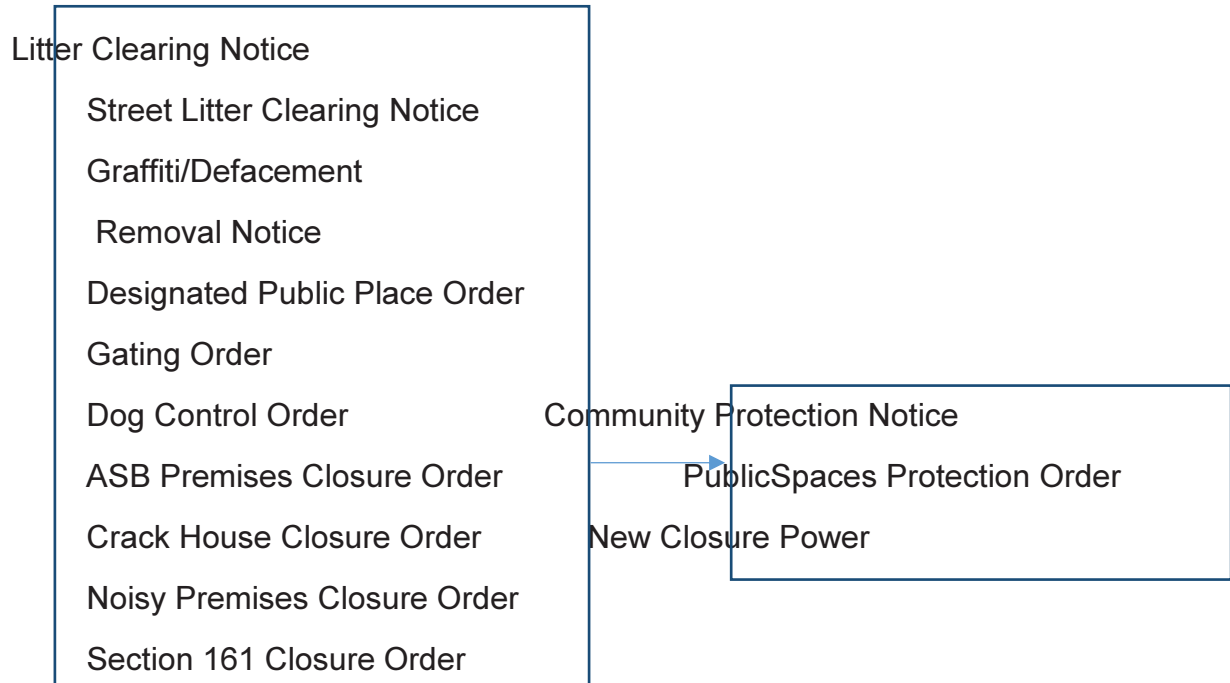 Litter Clearing Notice
Street Litter Clearing Notice
Graffiti/Defacement
Removal Notice
Designated Public Place Order
Gating Order
Dog Control Order
ASB Premises Closure Order
Crack House Closure Order
Noisy Premises Closure Order
Section 161 Closure Order
Community Protection Notice
PublicSpaces Protection Order
New Closure Power